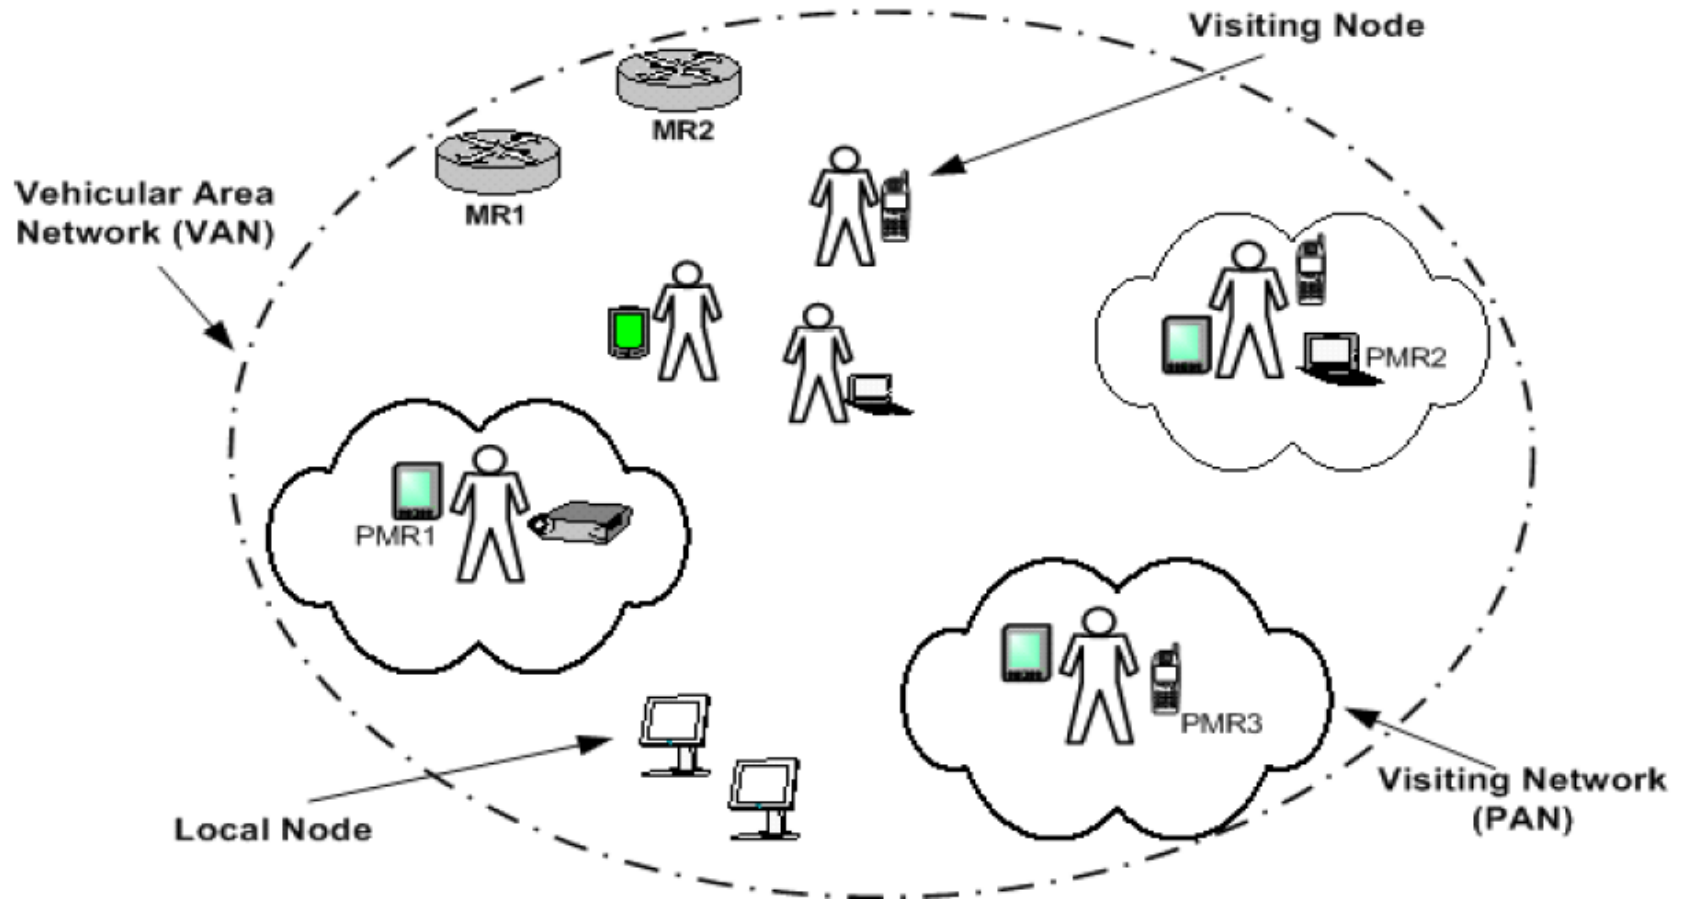 Visiting Node
MR2
MR1
Vehicular Area
Network (VAN)
PMR2
PMR1
PMR3
Visiting Network
(PAN)
Local Node